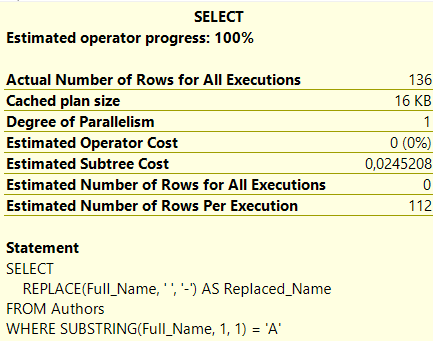 SELECT
Estimated operator progress: 100%
Actual Number of Rows for All Executions 136
Cached plan size 16 KB
Degree of Parallelism 1
Estimated Operator Cost 0 (0%)
Estimated Subtree Cost 0,0245208
Estimated Number of Rows for All Executions 0
Estimated Number of Rows Per Execution 112
Statement
SELECT
REPLACE(Full_Name, ' ', '-') AS Replaced_Name
FROM Authors
WHERE SUBSTRING(Full_Name, 1, 1) = 'A'